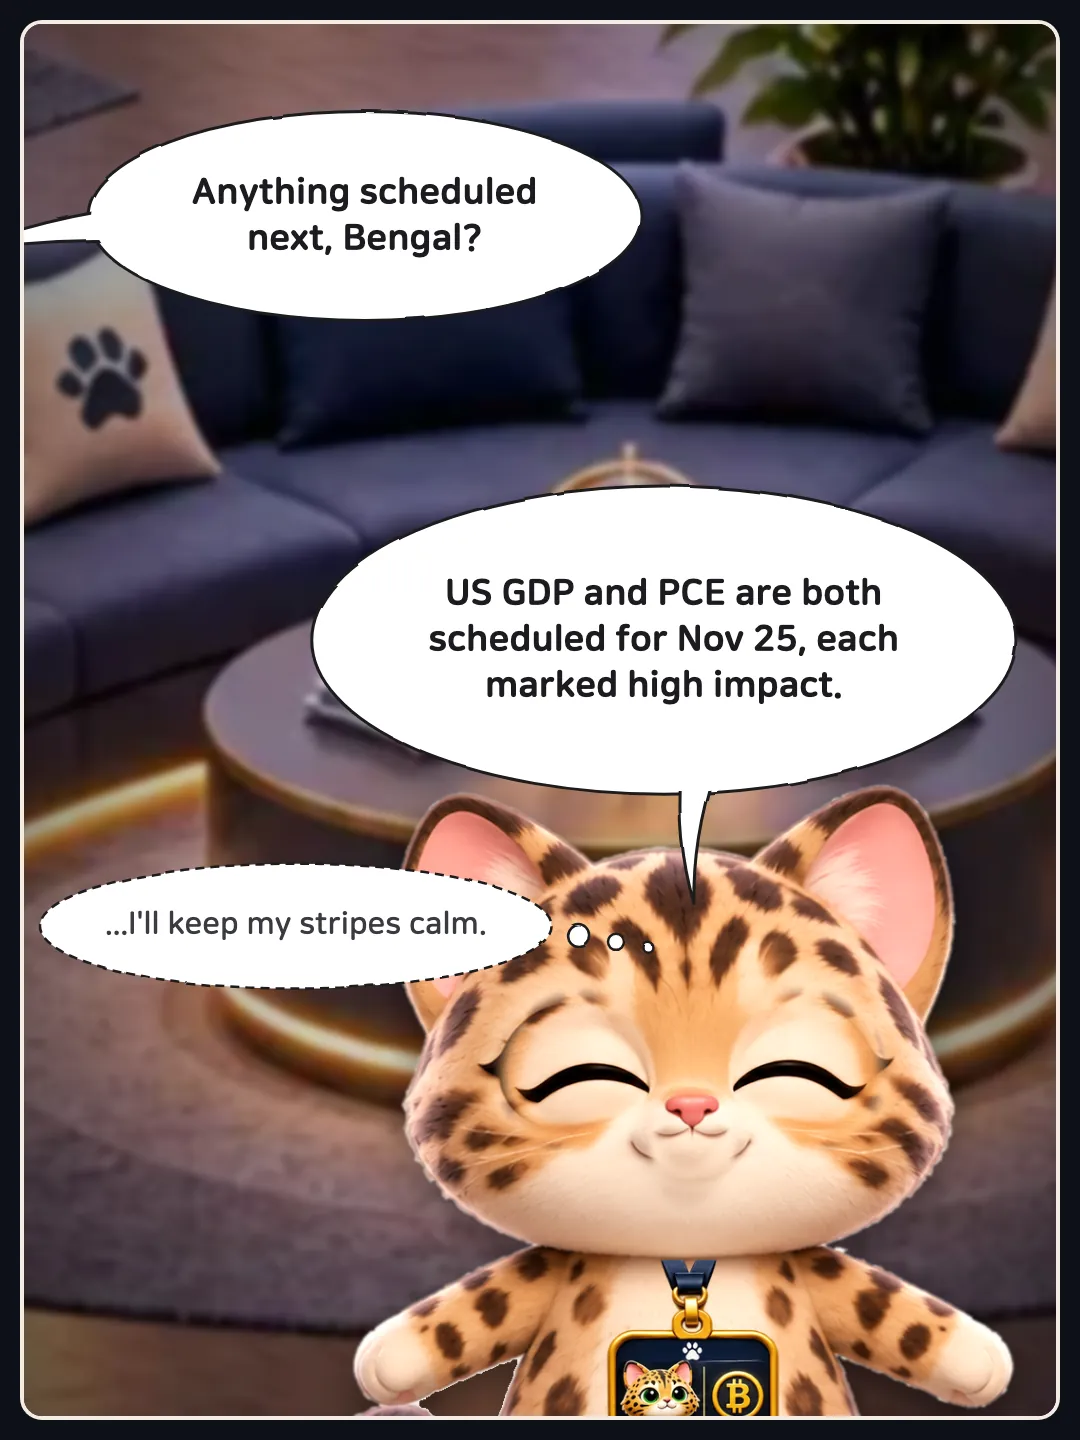 Anything scheduled
next, Bengal?
US GDP and PCE are both
scheduled for Nov 25, each
marked high impact.
...I'll keep my stripes calm.